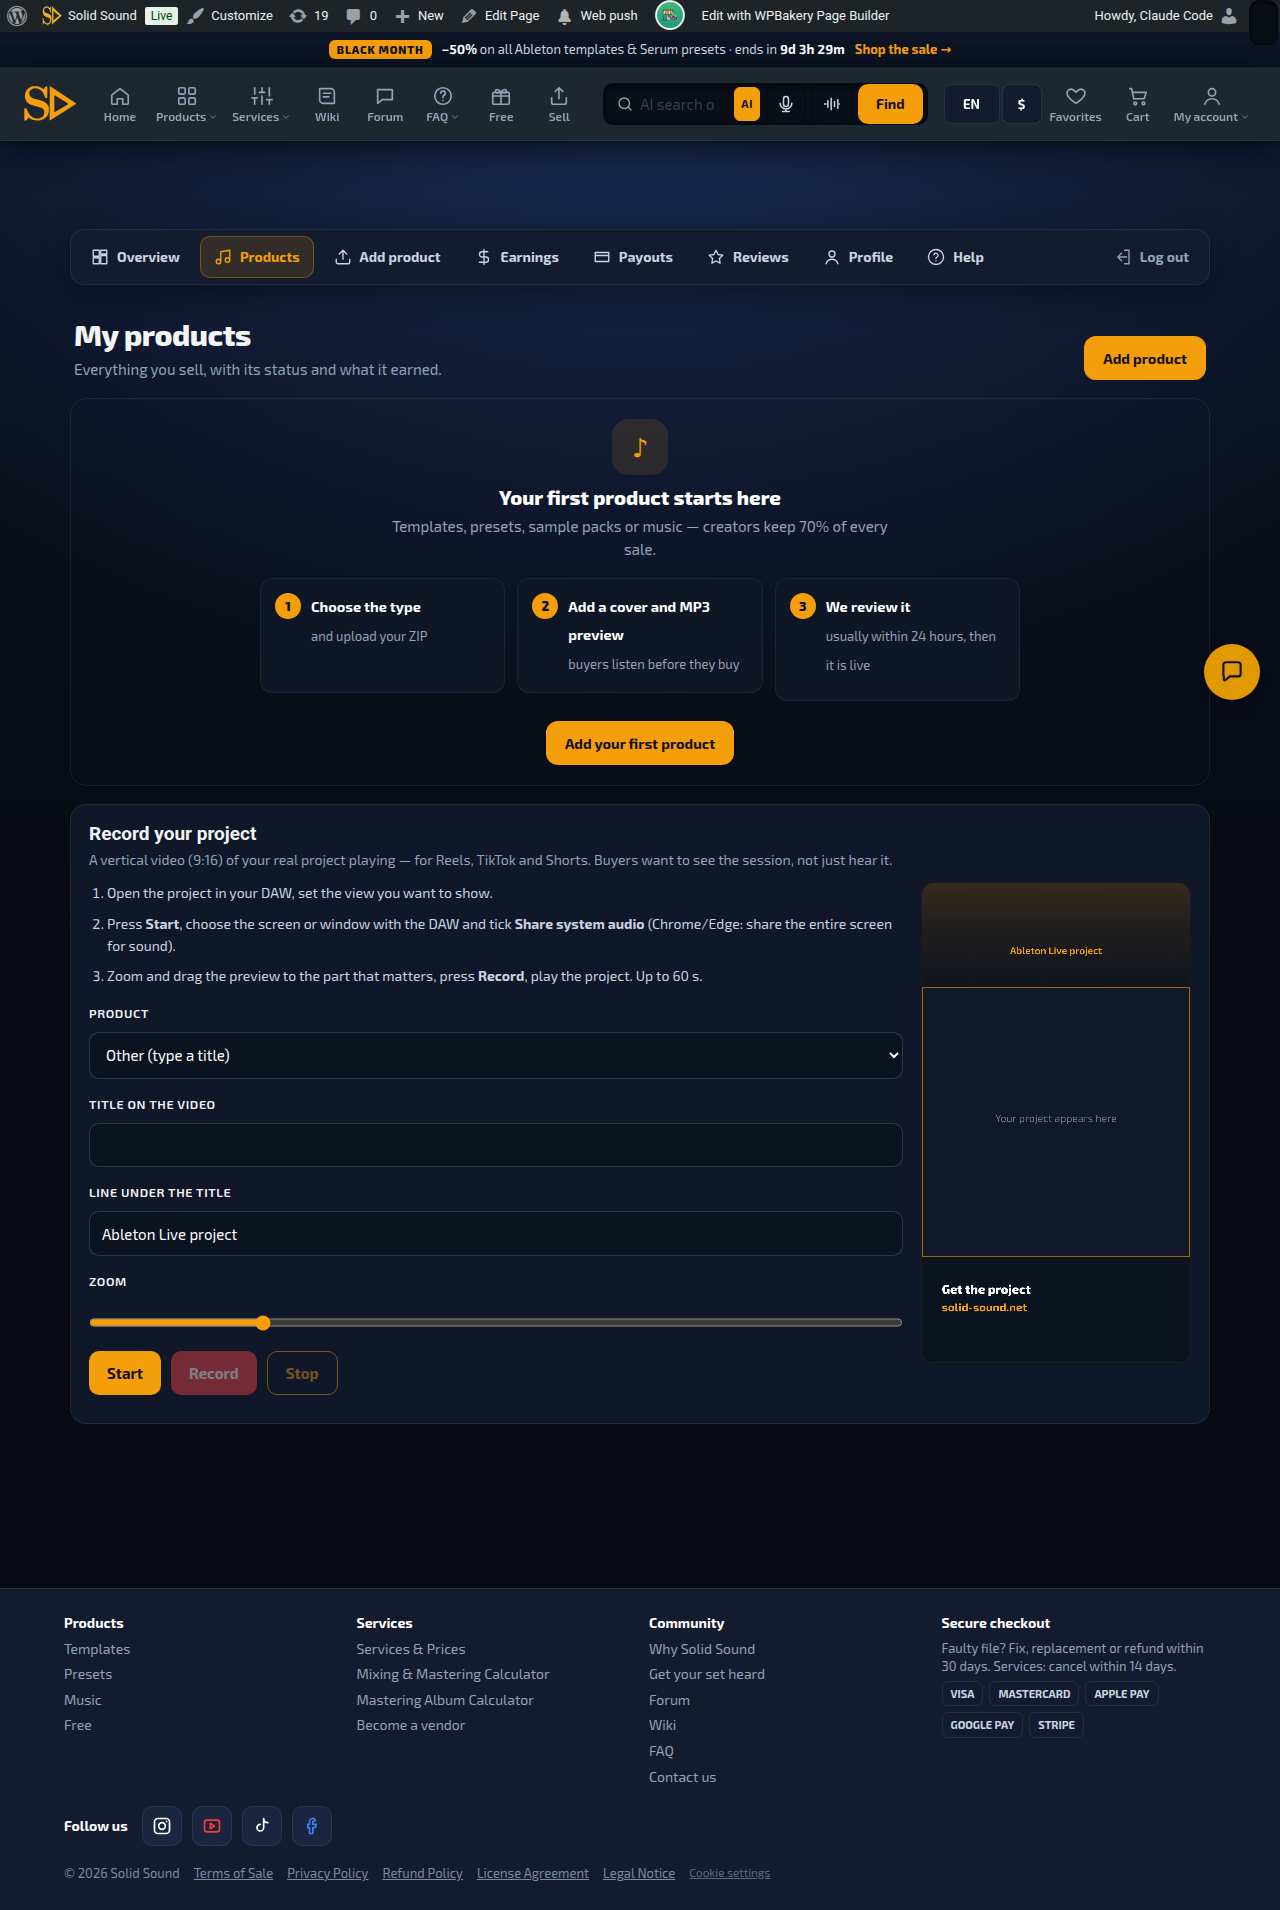 Solid Sound Live Customize 19 0 New Edit Page Web push Edit with WPBakery Page Builder Howdy, Claude Code
BLACK MONTH −50% on all Ableton templates & Serum presets · ends in 9d 3h 29m Shop the sale →
Home Products Services Wiki Forum FAQ Free Sell AI search o AI Find EN $ Favorites Cart My account
Overview Products Add product Earnings Payouts Reviews Profile Help Log out
My products
Everything you sell, with its status and what it earned.
Add product
Your first product starts here
Templates, presets, sample packs or music — creators keep 70% of every
sale.
1 Choose the type
and upload your ZIP
2 Add a cover and MP3
preview
buyers listen before they buy
3 We review it
usually within 24 hours, then
it is live
Add your first product
Record your project
A vertical video (9:16) of your real project playing — for Reels, TikTok and Shorts. Buyers want to see the session, not just hear it.
1. Open the project in your DAW, set the view you want to show.
2. Press Start, choose the screen or window with the DAW and tick Share system audio (Chrome/Edge: share the entire screen
for sound).
3. Zoom and drag the preview to the part that matters, press Record, play the project. Up to 60 s.
PRODUCT
Other (type a title)
TITLE ON THE VIDEO
LINE UNDER THE TITLE
Ableton Live project
ZOOM
Start Record Stop
Ableton Live project
Your project appears here
Get the project
solid-sound.net
Products
Templates
Presets
Music
Free
Services
Services & Prices
Mixing & Mastering Calculator
Mastering Album Calculator
Become a vendor
Community
Why Solid Sound
Get your set heard
Forum
Wiki
FAQ
Contact us
Secure checkout
Faulty file? Fix, replacement or refund within
30 days. Services: cancel within 14 days.
VISA MASTERCARD APPLE PAY
GOOGLE PAY STRIPE
Follow us
© 2026 Solid Sound Terms of Sale Privacy Policy Refund Policy License Agreement Legal Notice Cookie settings